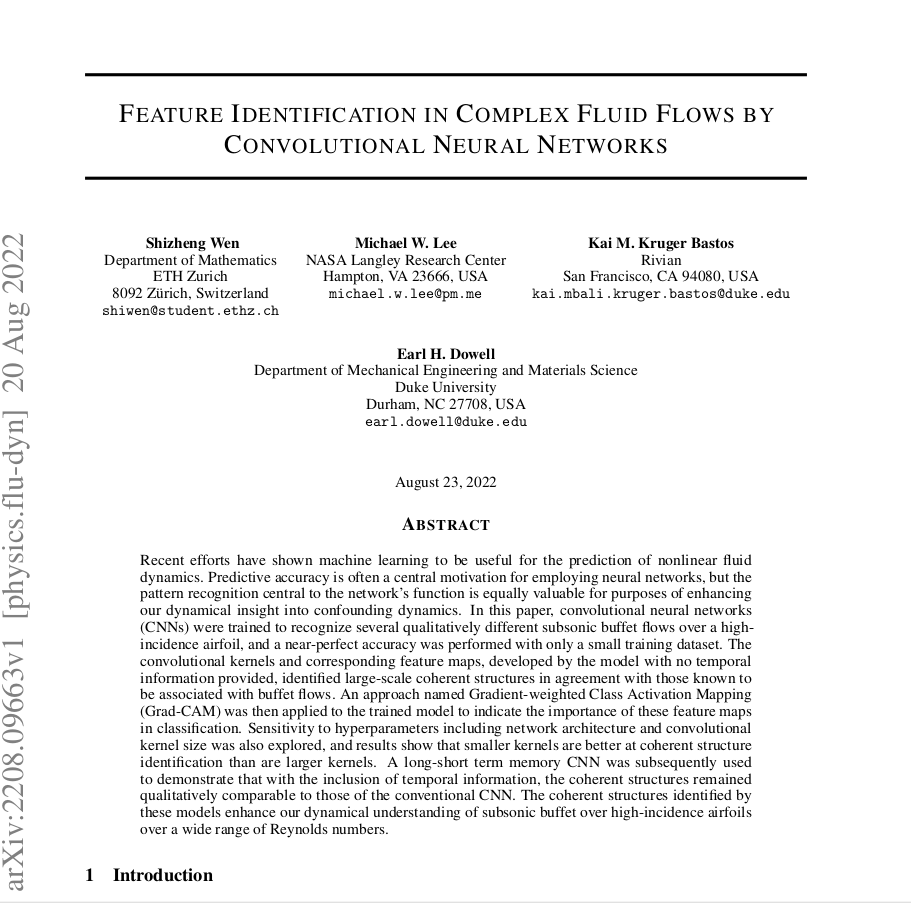 FEATURE IDENTIFICATION IN COMPLEX FLUID FLOWS BY
CONVOLUTIONAL NEURAL NETWORKS
Shizheng Wen
Department of Mathematics
ETH Zurich
8092 Zürich, Switzerland
shiwen@student.ethz.ch
Michael W. Lee
NASA Langley Research Center
Hampton, VA 23666, USA
michael.w.lee@pm.me
Kai M. Kruger Bastos
Rivian
San Francisco, CA 94080, USA
kai.mbali.kruger.bastos@duke.edu
Earl H. Dowell
Department of Mechanical Engineering and Materials Science
Duke University
Durham, NC 27708, USA
earl.dowell@duke.edu
August 23, 2022
ABSTRACT
Recent efforts have shown machine learning to be useful for the prediction of nonlinear fluid
dynamics. Predictive accuracy is often a central motivation for employing neural networks, but the
pattern recognition central to the network's function is equally valuable for purposes of enhancing
our dynamical insight into confounding dynamics. In this paper, convolutional neural networks
(CNNs) were trained to recognize several qualitatively different subsonic buffet flows over a high-
incidence airfoil, and a near-perfect accuracy was performed with only a small training dataset. The
convolutional kernels and corresponding feature maps, developed by the model with no temporal
information provided, identified large-scale coherent structures in agreement with those known to
be associated with buffet flows. An approach named Gradient-weighted Class Activation Mapping
(Grad-CAM) was then applied to the trained model to indicate the importance of these feature maps
in classification. Sensitivity to hyperparameters including network architecture and convolutional
kernel size was also explored, and results show that smaller kernels are better at coherent structure
identification than are larger kernels. A long-short term memory CNN was subsequently used
to demonstrate that with the inclusion of temporal information, the coherent structures remained
qualitatively comparable to those of the conventional CNN. The coherent structures identified by
these models enhance our dynamical understanding of subsonic buffet over high-incidence airfoils
over a wide range of Reynolds numbers.
1 Introduction
arXiv:2208.09663v1 [physics.flu-dyn] 20 Aug 2022